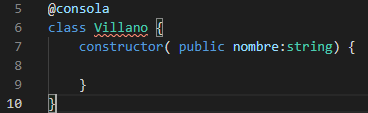 5 @consola
6 class Villano {
7 constructor( public nombre:string) {
8
9 }
10 }